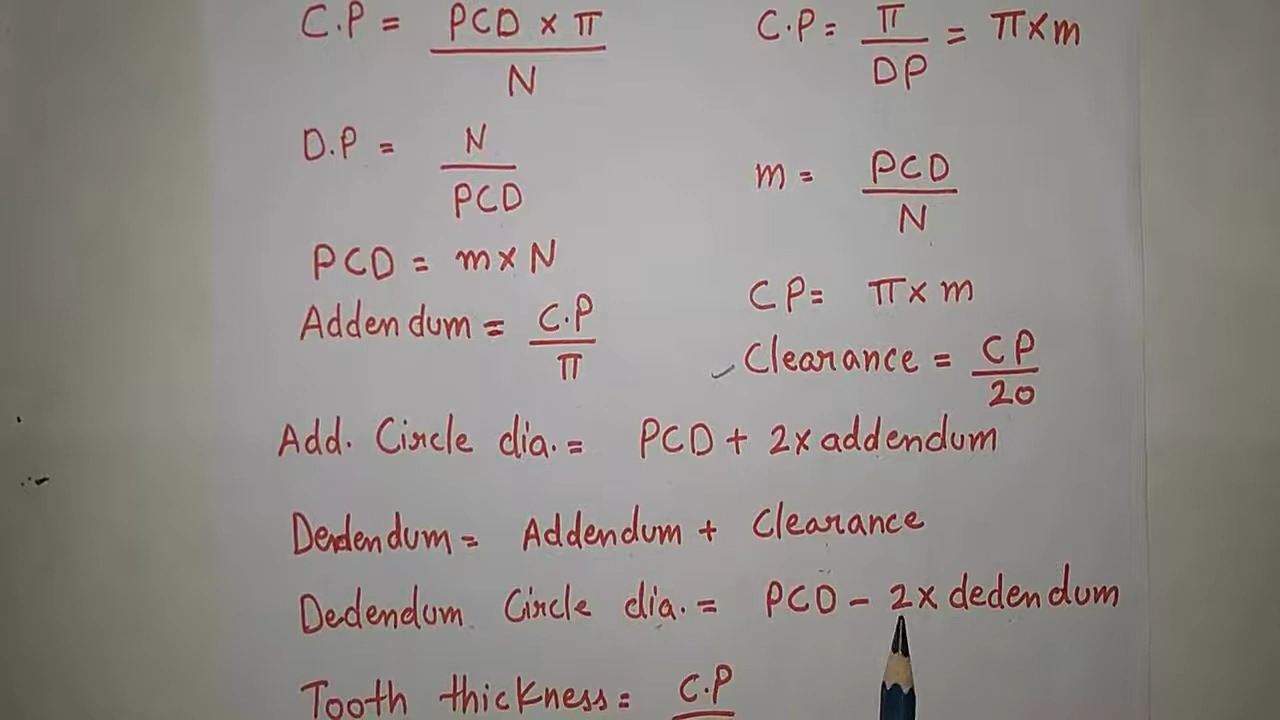 C.P = PCD x π / N
C.P = π / DP = π x m
D.P = N / PCD
m = PCD / N
PCD = m x N
CP = π x m
Addendum = C.P / π
Clearance = CP / 20
Add. Circle dia. = PCD + 2 x addendum
Dedendum = Addendum + Clearance
Dedendum Circle dia. = PCD - 2 x dedendum
Tooth thickness = C.P